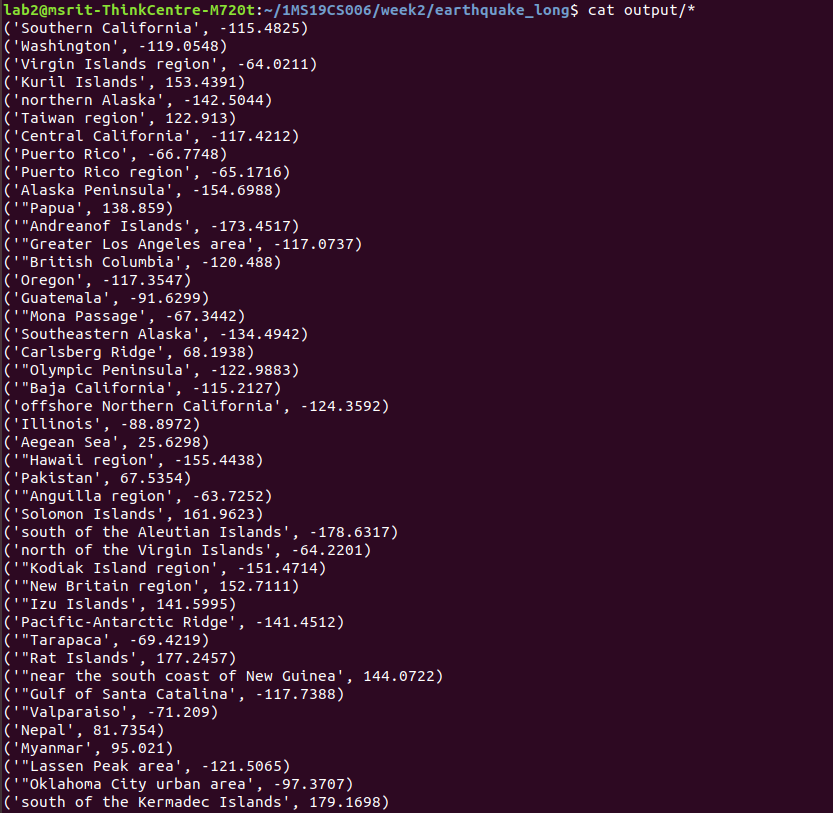 lab2@msrit-ThinkCentre-M720t:~/1MS19CS006/week2/earthquake_long$ cat output/*
('Southern California', -115.4825)
('Washington', -119.0548)
('Virgin Islands region', -64.0211)
('Kuril Islands', 153.4391)
('northern Alaska', -142.5044)
('Taiwan region', 122.913)
('Central California', -117.4212)
('Puerto Rico', -66.7748)
('Puerto Rico region', -65.1716)
('Alaska Peninsula', -154.6988)
('"Papua', 138.859)
('"Andreanof Islands', -173.4517)
('"Greater Los Angeles area', -117.0737)
('"British Columbia', -120.488)
('Oregon', -117.3547)
('Guatemala', -91.6299)
('"Mona Passage', -67.3442)
('Southeastern Alaska', -134.4942)
('Carlsberg Ridge', 68.1938)
('"Olympic Peninsula', -122.9883)
('"Baja California', -115.2127)
('offshore Northern California', -124.3592)
('Illinois', -88.8972)
('Aegean Sea', 25.6298)
('"Hawaii region', -155.4438)
('Pakistan', 67.5354)
('"Anguilla region', -63.7252)
('Solomon Islands', 161.9623)
('south of the Aleutian Islands', -178.6317)
('north of the Virgin Islands', -64.2201)
('"Kodiak Island region', -151.4714)
('"New Britain region', 152.7111)
('"Izu Islands', 141.5995)
('Pacific-Antarctic Ridge', -141.4512)
('"Tarapaca', -69.4219)
('"Rat Islands', 177.2457)
('"near the south coast of New Guinea', 144.0722)
('"Gulf of Santa Catalina', -117.7388)
('"Valparaiso', -71.209)
('Nepal', 81.7354)
('Myanmar', 95.021)
('"Lassen Peak area', -121.5065)
('"Oklahoma City urban area', -97.3707)
('south of the Kermadec Islands', 179.1698)